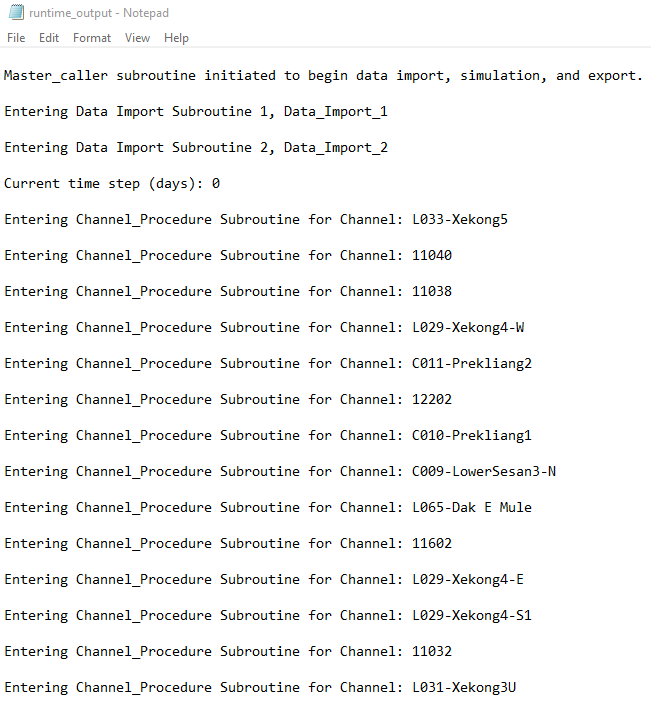 runtime_output - Notepad
File Edit Format View Help
Master_caller subroutine initiated to begin data import, simulation, and export.
Entering Data Import Subroutine 1, Data_Import_1
Entering Data Import Subroutine 2, Data_Import_2
Current time step (days): 0
Entering Channel_Procedure Subroutine for Channel: L033-Xekong5
Entering Channel_Procedure Subroutine for Channel: 11040
Entering Channel_Procedure Subroutine for Channel: 11038
Entering Channel_Procedure Subroutine for Channel: L029-Xekong4-W
Entering Channel_Procedure Subroutine for Channel: C011-Prekliang2
Entering Channel_Procedure Subroutine for Channel: 12202
Entering Channel_Procedure Subroutine for Channel: C010-Prekliang1
Entering Channel_Procedure Subroutine for Channel: C009-LowerSesan3-N
Entering Channel_Procedure Subroutine for Channel: L065-Dak E Mule
Entering Channel_Procedure Subroutine for Channel: 11602
Entering Channel_Procedure Subroutine for Channel: L029-Xekong4-E
Entering Channel_Procedure Subroutine for Channel: L029-Xekong4-S1
Entering Channel_Procedure Subroutine for Channel: 11032
Entering Channel_Procedure Subroutine for Channel: L031-Xekong3U